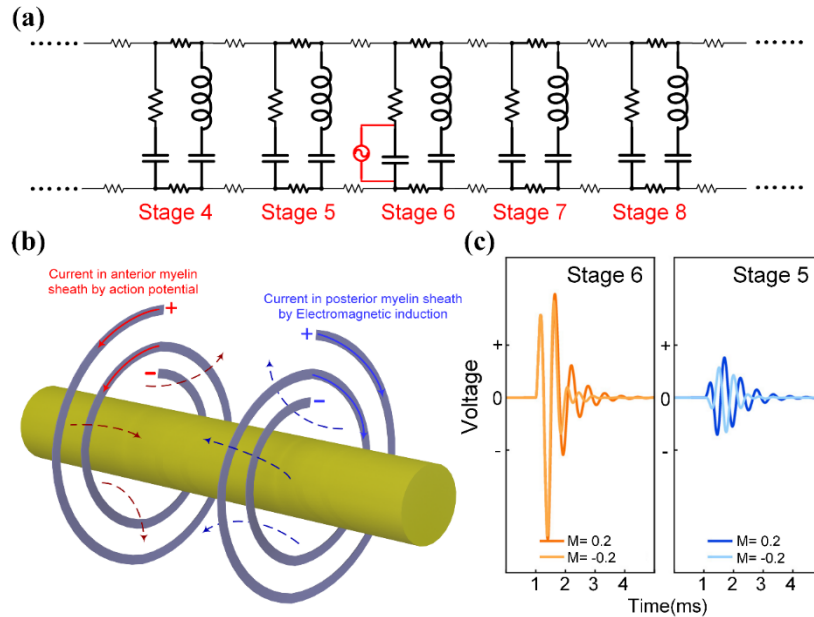 (a)
Stage 4
Stage 5
Stage 6
Stage 7
Stage 8
(b)
Current in anterior myelin
sheath by action potential
+
-
Current in posterior myelin sheath
by Electromagnetic induction
+
-
(c)
Stage 6
Stage 5
Voltage
+
0
-
+
0
-
M= 0.2
M= -0.2
M= 0.2
M= -0.2
1 2 3 4
1 2 3 4
Time(ms)